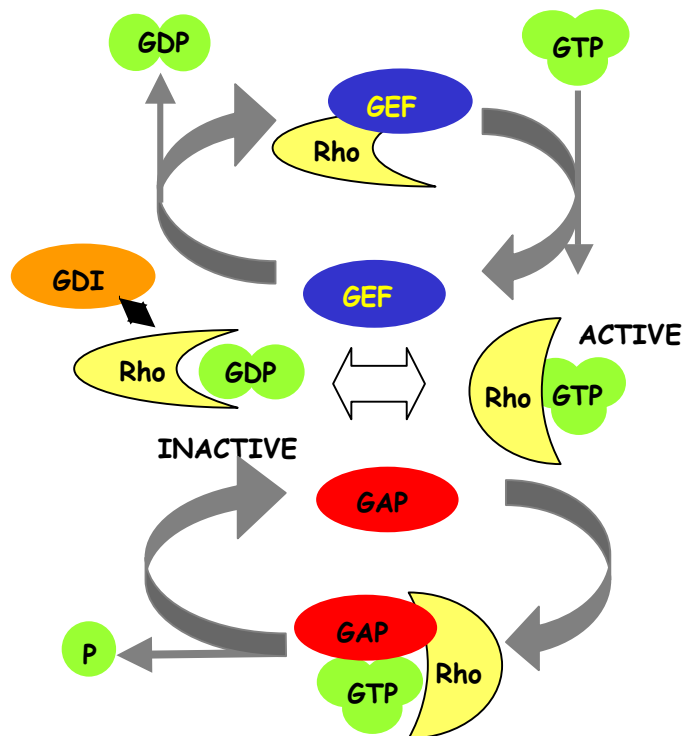 GDP
GTP
GEF
Rho
GDI
GEF
ACTIVE
Rho
GDP
Rho
GTP
INACTIVE
GAP
GAP
P
GTP
Rho